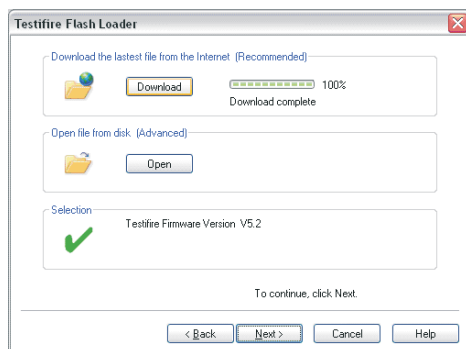 Testifire Flash Loader
Download the lastest file from the Internet (Recommended)
Download
100%
Download complete
Open file from disk (Advanced)
Open
Selection
Testifire Firmware Version V5.2
To continue, click Next.
< Back Next > Cancel Help